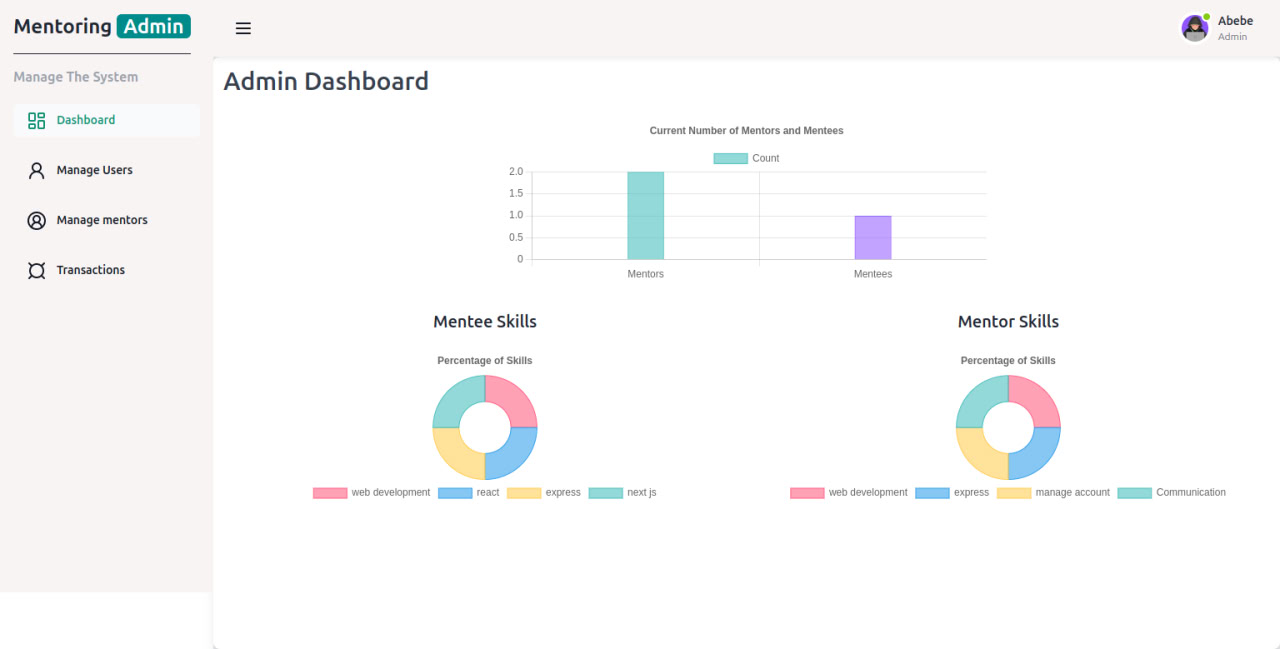 Mentoring Admin
Manage The System
Dashboard
Manage Users
Manage mentors
Transactions
Abebe
Admin
Admin Dashboard
Current Number of Mentors and Mentees
Count
2.0
1.5
1.0
0.5
0
Mentors Mentees
Mentee Skills
Percentage of Skills
web development react express next js
Mentor Skills
Percentage of Skills
web development express manage account Communication